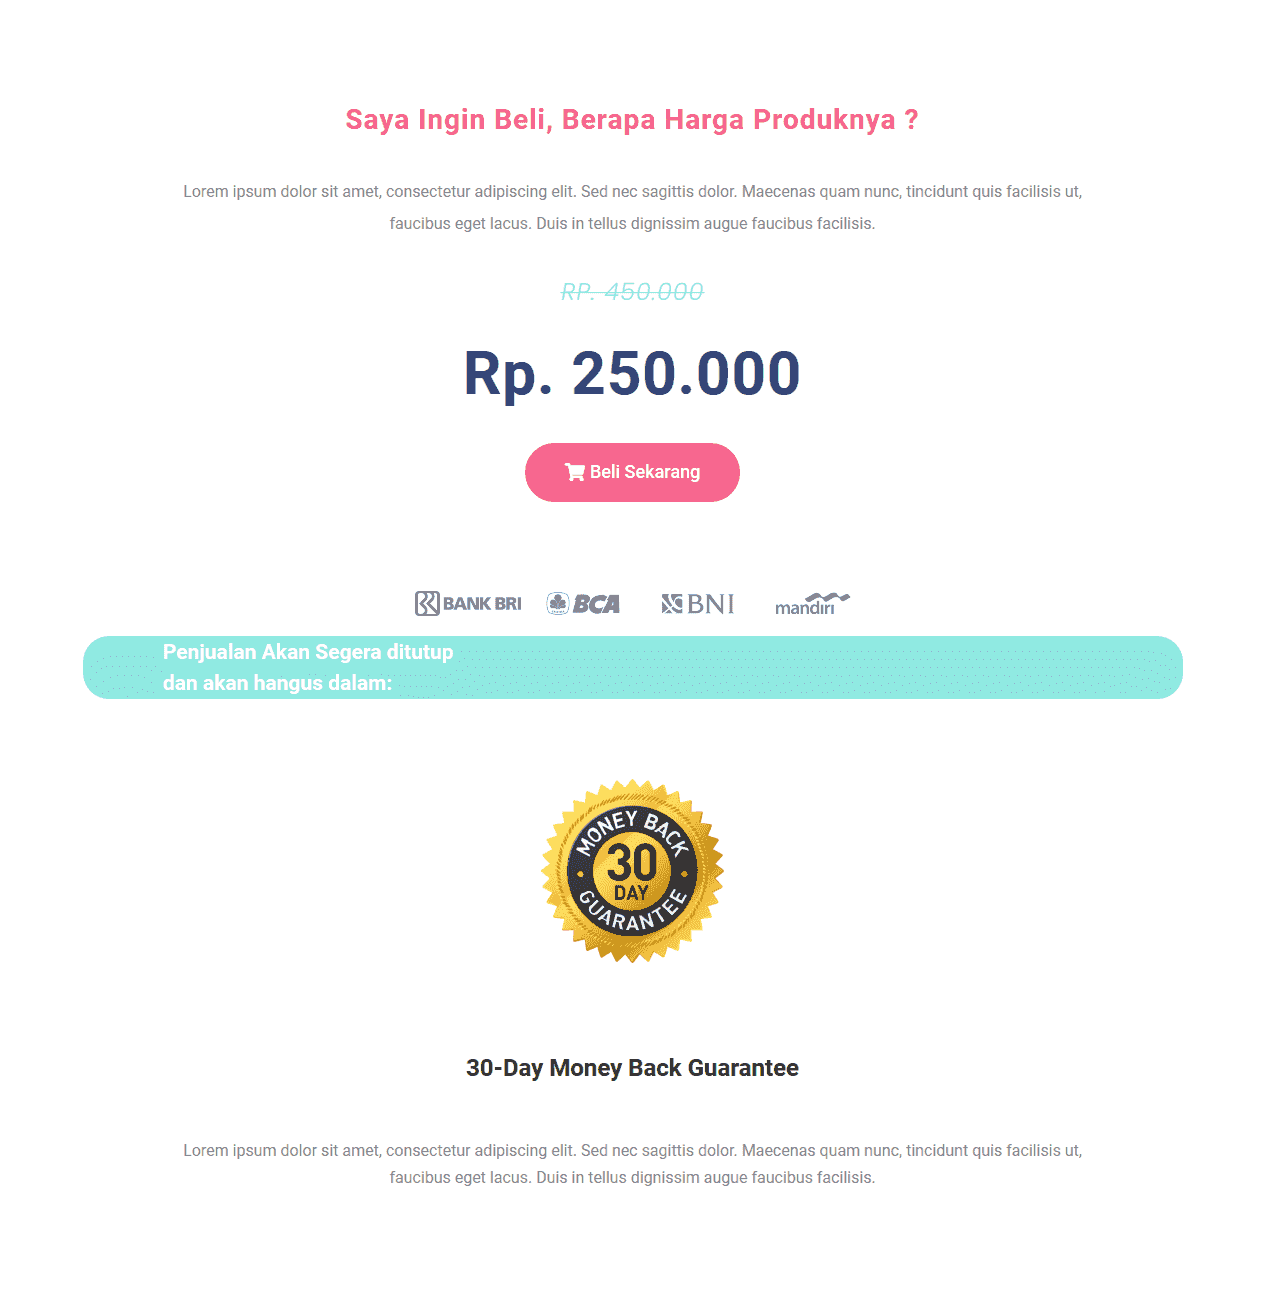 Saya Ingin Beli, Berapa Harga Produknya ?
Lorem ipsum dolor sit amet, consectetur adipiscing elit. Sed nec sagittis dolor. Maecenas quam nunc, tincidunt quis facilisis ut,
faucibus eget lacus. Duis in tellus dignissim augue faucibus facilisis.
RP. 450.000
Rp. 250.000
Beli Sekarang
BANK BRI BCA BNI mandiri
Penjualan Akan Segera ditutup
dan akan hangus dalam:
MONEY BACK
30
DAY
GUARANTEE
30-Day Money Back Guarantee
Lorem ipsum dolor sit amet, consectetur adipiscing elit. Sed nec sagittis dolor. Maecenas quam nunc, tincidunt quis facilisis ut,
faucibus eget lacus. Duis in tellus dignissim augue faucibus facilisis.